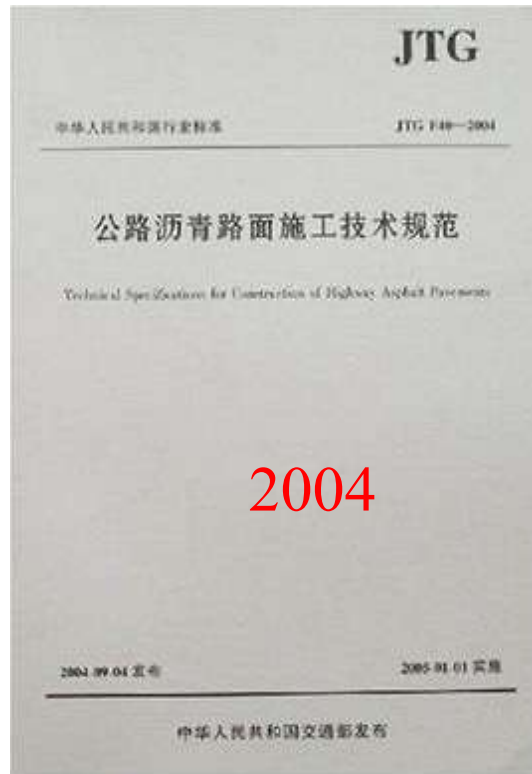 JTG
中华人民共和国行业标准
JTG F40—2004
公路沥青路面施工技术规范
Technical Specifications for Construction of Highway Asphalt Pavements
2004
2004-09-04 发布
2005-01-01 实施
中华人民共和国交通部发布